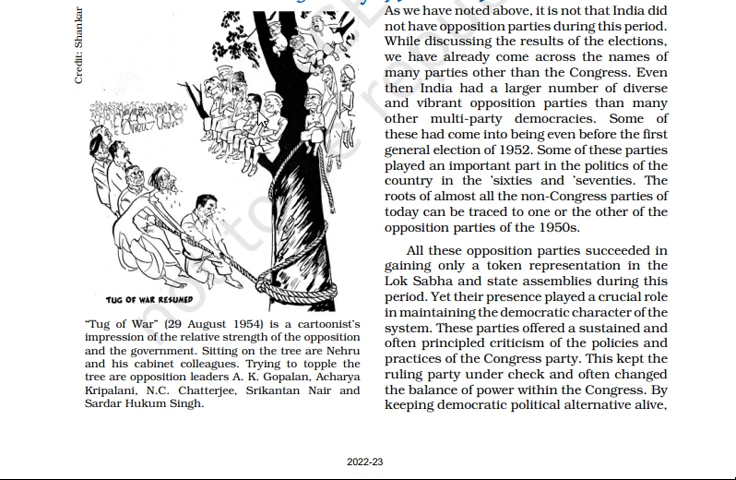 Credit: Shankar
TUG OF WAR RESUMED
"Tug of War" (29 August 1954) is a cartoonist's
impression of the relative strength of the opposition
and the government. Sitting on the tree are Nehru
and his cabinet colleagues. Trying to topple the
tree are opposition leaders A. K. Gopalan, Acharya
Kripalani, N.C. Chatterjee, Srikantan Nair and
Sardar Hukum Singh.
As we have noted above, it is not that India did
not have opposition parties during this period.
While discussing the results of the elections,
we have already come across the names of
many parties other than the Congress. Even
then India had a larger number of diverse
and vibrant opposition parties than many
other multi-party democracies. Some of
these had come into being even before the first
general election of 1952. Some of these parties
played an important part in the politics of the
country in the 'sixties and 'seventies. The
roots of almost all the non-Congress parties of
today can be traced to one or the other of the
opposition parties of the 1950s.
All these opposition parties succeeded in
gaining only a token representation in the
Lok Sabha and state assemblies during this
period. Yet their presence played a crucial role
in maintaining the democratic character of the
system. These parties offered a sustained and
often principled criticism of the policies and
practices of the Congress party. This kept the
ruling party under check and often changed
the balance of power within the Congress. By
keeping democratic political alternative alive,
2022-23